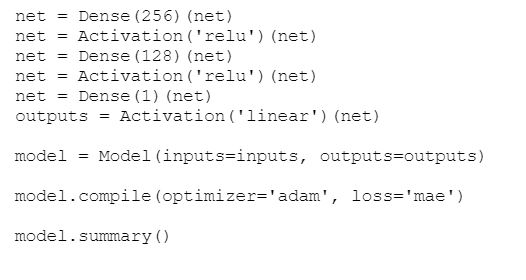 net = Dense(256)(net)
net = Activation('relu')(net)
net = Dense(128)(net)
net = Activation('relu')(net)
net = Dense(1)(net)
outputs = Activation('linear')(net)
model = Model(inputs=inputs, outputs=outputs)
model.compile(optimizer='adam', loss='mae')
model.summary()